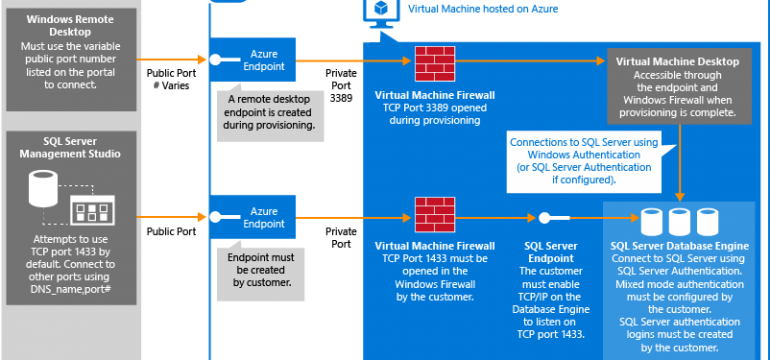 Virtual Machine hosted on Azure
Windows Remote
Desktop
Must use the variable
public port number
listed on the portal
to connect.
Public Port
# Varies
Azure
Endpoint
A remote desktop
endpoint is created
during provisioning.
Private
Port
3389
Virtual Machine Firewall
TCP Port 3389 opened
during provisioning
Virtual Machine Desktop
Accessible through
the endpoint and
Windows Firewall when
provisioning is complete.
Connections to SQL Server using
Windows Authentication
(or SQL Server Authentication
if configured).
SQL Server
Management Studio
Attempts to use
TCP port 1433 by
default. Connect to
other ports using
DNS_name,port#
Public Port
Azure
Endpoint
Endpoint must
be created
by customer.
Private
Port
Virtual Machine Firewall
TCP Port 1433 must be
opened in the
Windows Firewall
by the customer.
SQL Server
Endpoint
The customer
must enable
TCP/IP on the
Database Engine
to listen on
TCP port 1433.
SQL Server Database Engine
Connect to SQL Server using
SQL Server Authentication.
Mixed mode authentication
must be configured by
the customer.
SQL Server authentication
logins must be created
by the customer.